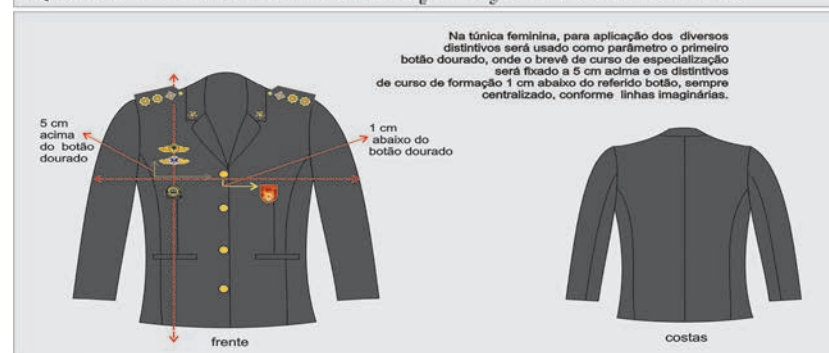 Na túnica feminina, para aplicação dos diversos
distintivos será usado como parâmetro o primeiro
botão dourado, onde o brevê de curso de especialização
será fixado a 5 cm acima e os distintivos
de curso de formação 1 cm abaixo do referido botão, sempre
centralizado, conforme linhas imaginárias.
5 cm
acima
do botão
dourado
1 cm
abaixo do
botão dourado
frente
costas